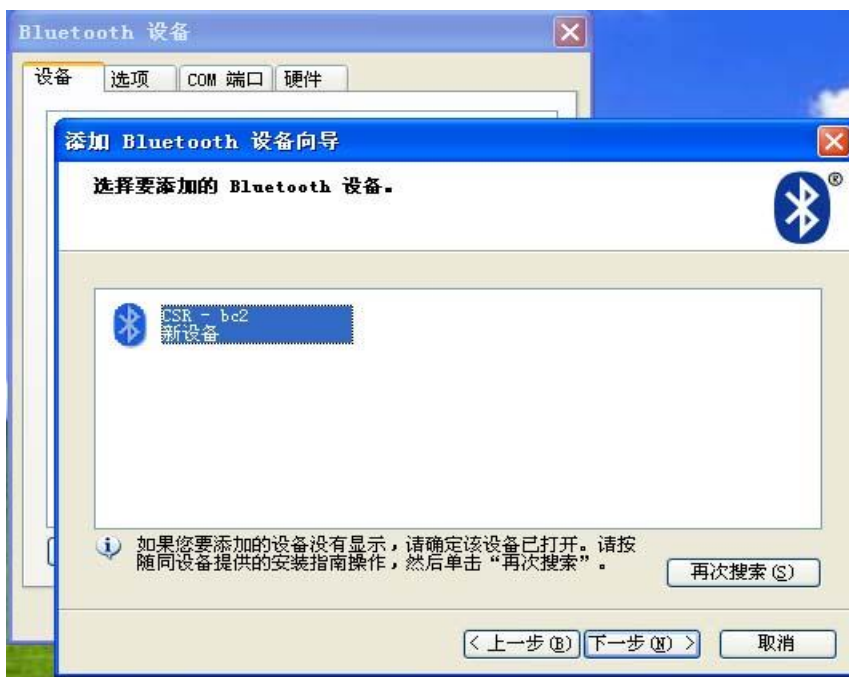 Bluetooth 设备
设备 选项 COM 端口 硬件
添加 Bluetooth 设备向导
选择要添加的 Bluetooth 设备。
®
CSR - bc2
新设备
如果您要添加的设备没有显示，请确定该设备已打开。请按
随同设备提供的安装指南操作，然后单击“再次搜索”。
再次搜索(S)
< 上一步(B) 下一步(N) > 取消